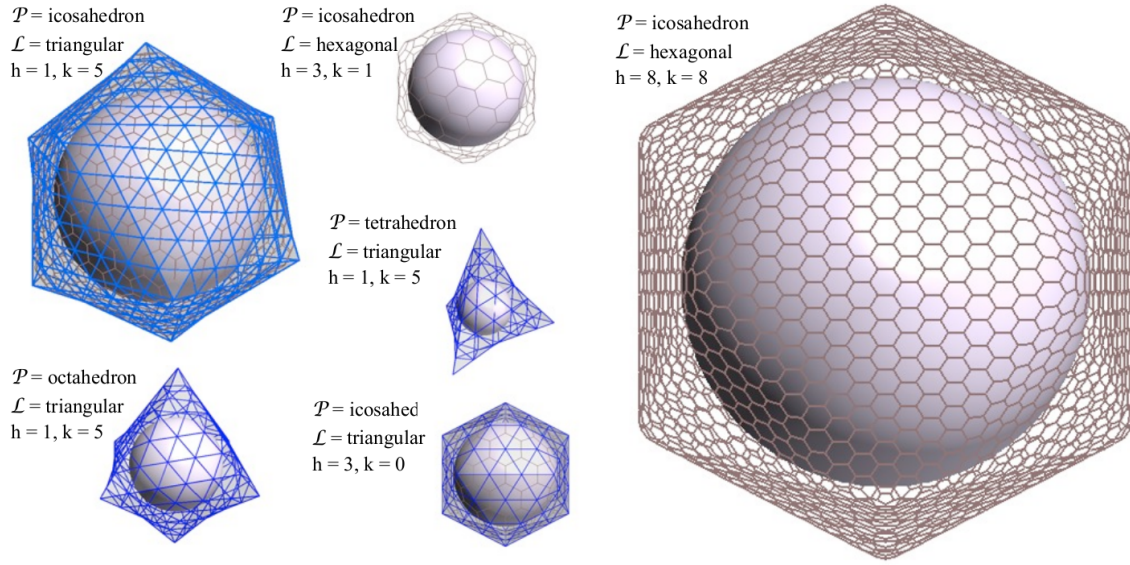 𝒫 = icosahedron
ℒ = triangular
h = 1, k = 5
𝒫 = icosahedron
ℒ = hexagonal
h = 3, k = 1
𝒫 = icosahedron
ℒ = hexagonal
h = 8, k = 8
𝒫 = tetrahedron
ℒ = triangular
h = 1, k = 5
𝒫 = octahedron
ℒ = triangular
h = 1, k = 5
𝒫 = icosahed
ℒ = triangular
h = 3, k = 0